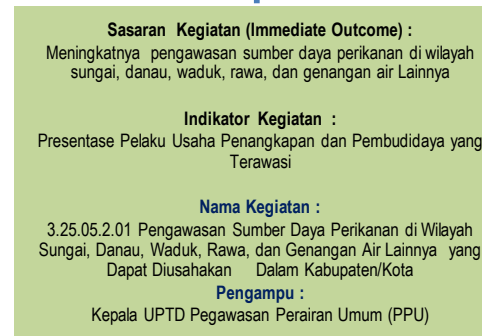 Sasaran Kegiatan (Immediate Outcome) :
Meningkatnya pengawasan sumber daya perikanan di wilayah
sungai, danau, waduk, rawa, dan genangan air Lainnya
Indikator Kegiatan :
Presentase Pelaku Usaha Penangkapan dan Pembudidaya yang
Terawasi
Nama Kegiatan :
3.25.05.2.01 Pengawasan Sumber Daya Perikanan di Wilayah
Sungai, Danau, Waduk, Rawa, dan Genangan Air Lainnya yang
Dapat Diusahakan Dalam Kabupaten/Kota
Pengampu :
Kepala UPTD Pegawasan Perairan Umum (PPU)